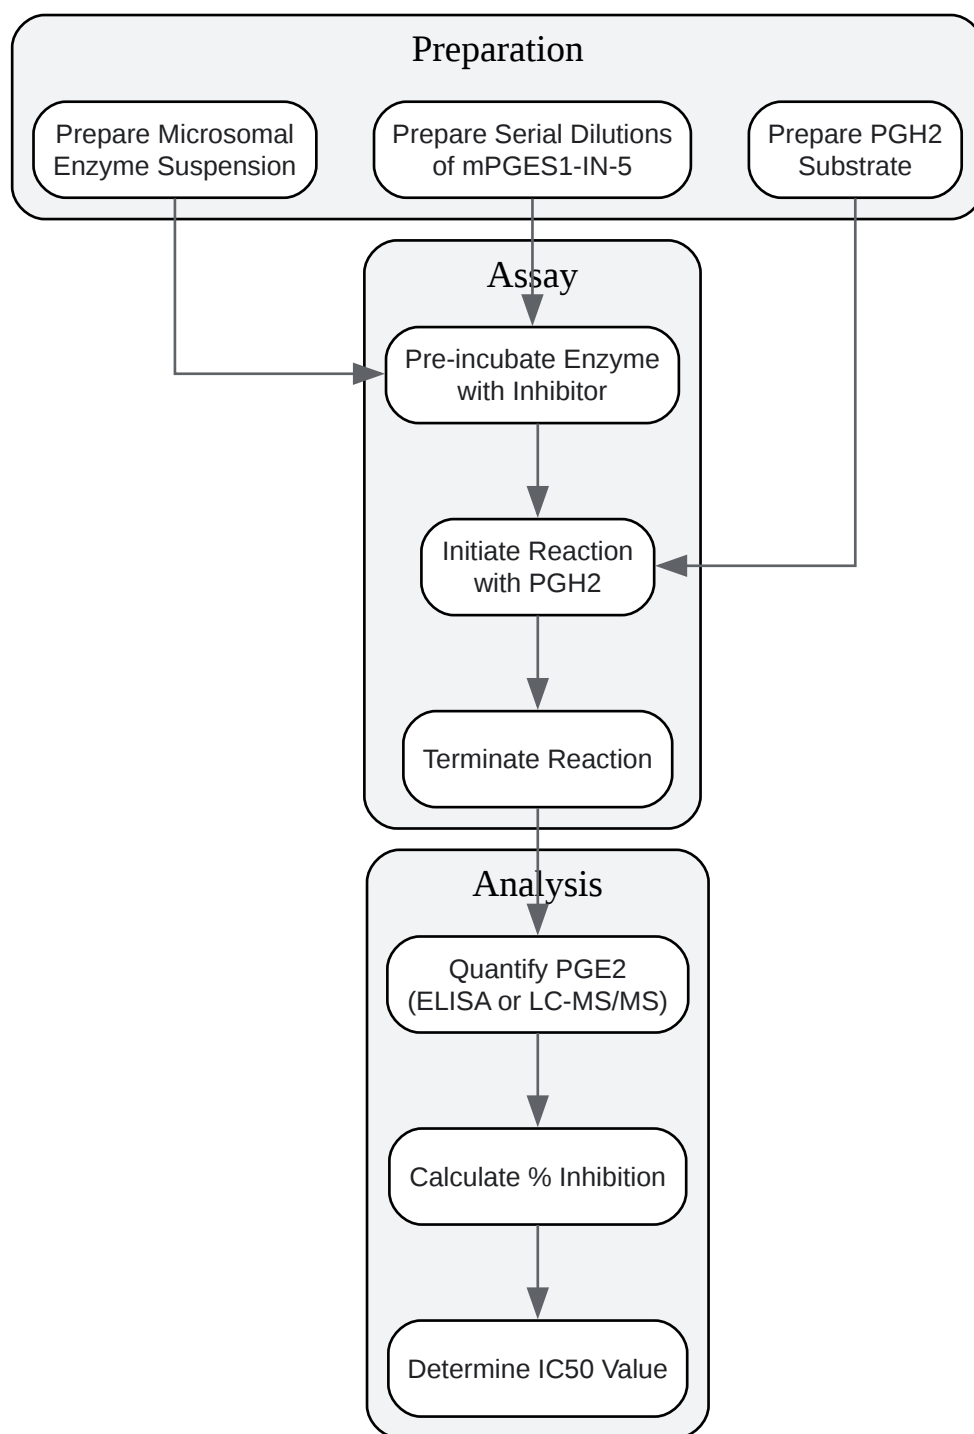 Preparation
Prepare Microsomal
Enzyme Suspension
Prepare Serial Dilutions
of mPGES1-IN-5
Prepare PGH2
Substrate
Assay
Pre-incubate Enzyme
with Inhibitor
Initiate Reaction
with PGH2
Terminate Reaction
Analysis
Quantify PGE2
(ELISA or LC-MS/MS)
Calculate % Inhibition
Determine IC50 Value